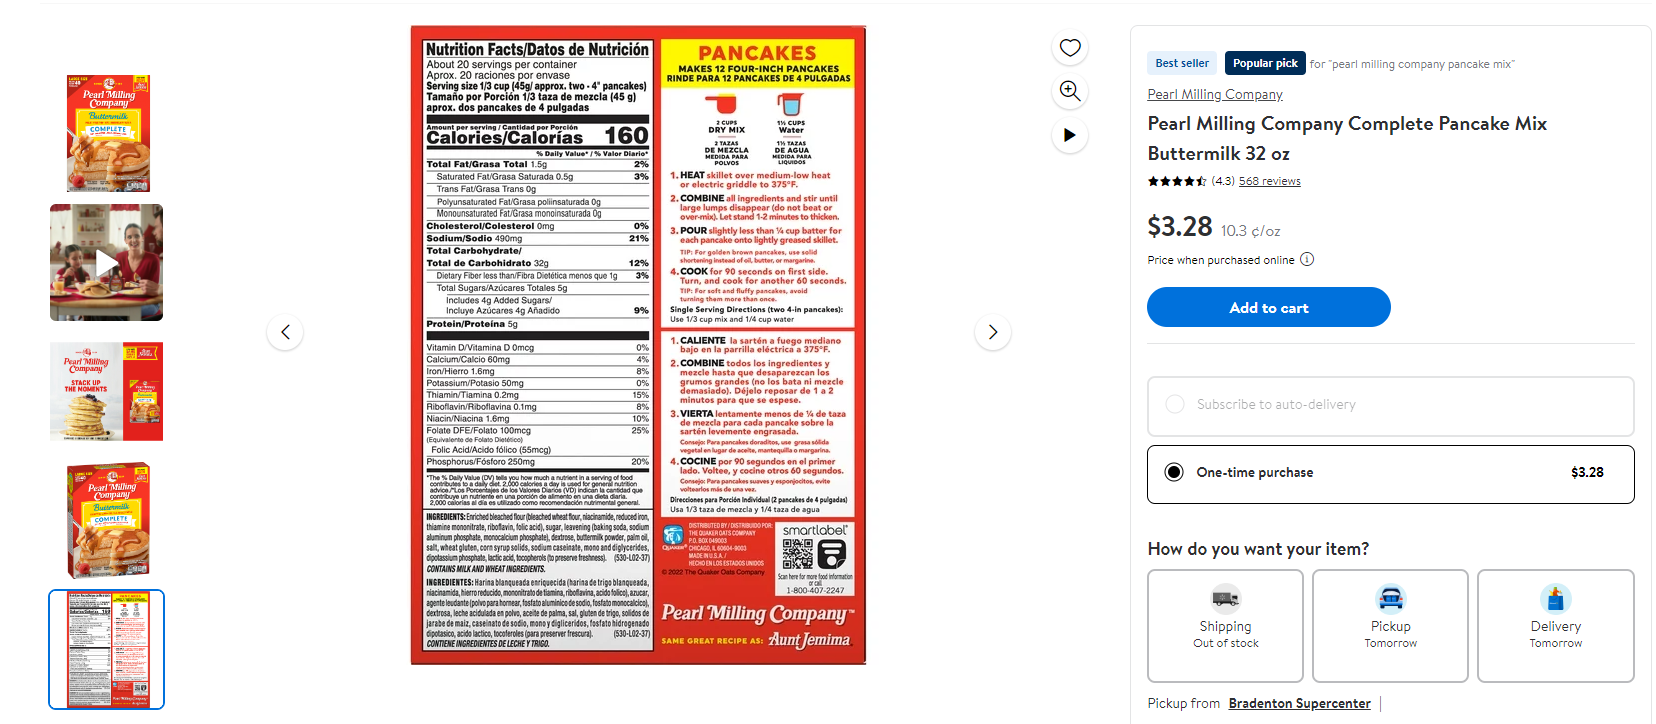 LARGE SIZE
Pearl Milling
Company
Buttermilk
COMPLETE
Pearl Milling
Company
STACK UP
THE MOMENTS
Pearl Milling
Company
Buttermilk
COMPLETE
Nutrition Facts/Datos de Nutrición
About 20 servings per container
Aprox. 20 raciones por envase
Serving size 1/3 cup (45g/ approx. two - 4" pancakes)
Tamaño por Porción 1/3 taza de mezcla (45 g)
aprox. dos pancakes de 4 pulgadas
Amount per serving / Cantidad por Porción
Calories/Calorías 160
% Daily Value* / % Valor Diario*
Total Fat/Grasa Total 1.5g 2%
Saturated Fat/Grasa Saturada 0.5g 3%
Trans Fat/Grasa Trans 0g
Polyunsaturated Fat/Grasa poliinsaturada 0g
Monounsaturated Fat/Grasa monoinsaturada 0g
Cholesterol/Colesterol 0mg 0%
Sodium/Sodio 490mg 21%
Total Carbohydrate/
Total de Carbohidrato 32g 12%
Dietary Fiber less than/Fibra Dietética menos que 1g 3%
Total Sugars/Azúcares Totales 5g
Includes 4g Added Sugars/
Incluye Azúcares 4g Añadido 9%
Protein/Proteína 5g
Vitamin D/Vitamina D 0mcg 0%
Calcium/Calcio 60mg 4%
Iron/Hierro 1.6mg 8%
Potassium/Potasio 50mg 0%
Thiamin/Tiamina 0.2mg 15%
Riboflavin/Riboflavina 0.1mg 8%
Niacin/Niacina 1.6mg 10%
Folate DFE/Folato 100mcg 25%
(Equivalente de Folato Dietético)
Folic Acid/Acido fólico (55mcg)
Phosphorus/Fósforo 250mg 20%
*The % Daily Value (DV) tells you how much a nutrient in a serving of food
contributes to a daily diet. 2,000 calories a day is used for general nutrition
advice./*Los Porcentajes de los Valores Diarios (VD) indican la cantidad que
contribuye un nutriente en una porción de alimento en una dieta diaria.
2,000 calorías al día es utilizado como recomendación nutrimental general.
INGREDIENTS: Enriched bleached flour (bleached wheat flour, niacinamide, reduced iron,
thiamine mononitrate, riboflavin, folic acid), sugar, leavening (baking soda, sodium
aluminum phosphate, monocalcium phosphate), dextrose, buttermilk powder, palm oil,
salt, wheat gluten, corn syrup solids, sodium caseinate, mono and diglycerides,
dipotassium phosphate, lactic acid, tocopherols (to preserve freshness). (530-L02-37)
CONTAINS MILK AND WHEAT INGREDIENTS.
INGREDIENTES: Harina blanqueada enriquecida (harina de trigo blanqueada,
niacinamida, hierro reducido, mononitrato de tiamina, riboflavina, acido folico), azucar,
agente leudante (polvo para hornear, fosfato aluminico de sodio, fosfato monocalcico),
dextrosa, leche acidulada en polvo, aceite de palma, sal, gluten de trigo, solidos de
jarabe de maiz, caseinato de sodio, mono y digliceridos, fosfato hidrogenado
dipotasico, acido lactico, tocoferoles (para preservar frescura). (530-L02-37)
CONTIENE INGREDIENTES DE LECHE Y TRIGO.
PANCAKES
MAKES 12 FOUR-INCH PANCAKES
RINDE PARA 12 PANCAKES DE 4 PULGADAS
2 CUPS
DRY MIX
2 TAZAS
DE MEZCLA
MEDIDA PARA
POLVOS
1½ CUPS
Water
1½ TAZAS
DE AGUA
MEDIDA PARA
LIQUIDOS
1. HEAT skillet over medium-low heat
or electric griddle to 375°F.
2. COMBINE all ingredients and stir until
large lumps disappear (do not beat or
over-mix). Let stand 1-2 minutes to thicken.
3. POUR slightly less than ¼ cup batter for
each pancake onto lightly greased skillet.
TIP: For golden brown pancakes, use solid
shortening instead of oil, butter, or margarine.
4. COOK for 90 seconds on first side.
Turn, and cook for another 60 seconds.
TIP: For soft and fluffy pancakes, avoid
turning them more than once.
Single Serving Directions (two 4-in pancakes):
Use 1/3 cup mix and 1/4 cup water
1. CALIENTE la sartén a fuego mediano
bajo en la parrilla eléctrica a 375°F.
2. COMBINE todos los ingredientes y
mezcle hasta que desaparezcan los
grumos grandes (no los bata ni mezcle
demasiado). Déjelo reposar de 1 a 2
minutos para que se espese.
3. VIERTA lentamente menos de ¼ de taza
de mezcla para cada pancake sobre la
sartén levemente engrasada.
Consejo: Para pancakes doraditos, use grasa sólida
vegetal en lugar de aceite, mantequilla o margarina.
4. COCINE por 90 segundos en el primer
lado. Voltee, y cocine otros 60 segundos.
Consejo: Para pancakes suaves y esponjocitos, evite
voltearlos más de una vez.
Direcciones para Porción Individual (2 pancakes de 4 pulgadas)
Usa 1/3 taza de mezcla y 1/4 taza de agua
QUAKER
DISTRIBUTED BY / DISTRIBUIDO POR:
THE QUAKER OATS COMPANY
P.O. BOX 049003
CHICAGO, IL 60604-9003
MADE IN U.S.A. /
HECHO EN LOS ESTADOS UNIDOS
© 2022 The Quaker Oats Company
smartlabel
Scan here for more food information
or call
1-800-407-2247
Pearl Milling Company™
SAME GREAT RECIPE AS: Aunt Jemima
Best seller
Popular pick
for "pearl milling company pancake mix"
Pearl Milling Company
Pearl Milling Company Complete Pancake Mix
Buttermilk 32 oz
(4.3) 568 reviews
$3.28 10.3 ¢/oz
Price when purchased online
Add to cart
Subscribe to auto-delivery
One-time purchase $3.28
How do you want your item?
Shipping
Out of stock
Pickup
Tomorrow
Delivery
Tomorrow
Pickup from Bradenton Supercenter